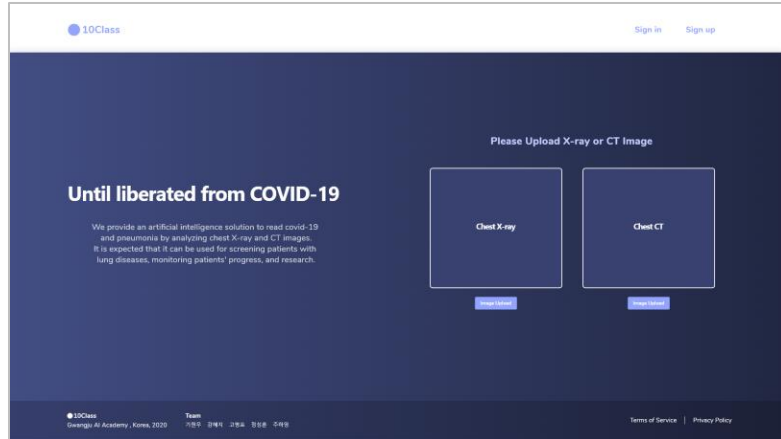 10Class
Sign in Sign up
Please Upload X-ray or CT Image
Until liberated from COVID-19
We provide an artificial intelligence solution to read covid-19
and pneumonia by analyzing chest X-ray and CT images.
It is expected that it can be used for screening patients with
lung diseases, monitoring patients' progress, and research.
Chest X-ray
Chest CT
Image Upload
Image Upload
10Class
Gwangju AI Academy , Korea, 2020
Team
Terms of Service | Privacy Policy